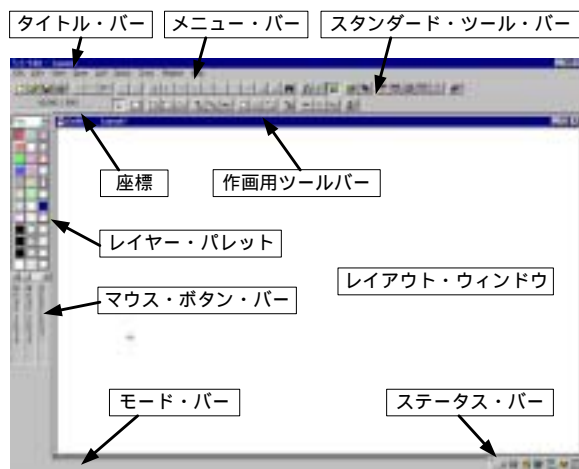 タイトル・バー
メニュー・バー
スタンダード・ツール・バー
座標
作画用ツールバー
レイヤー・パレット
レイアウト・ウィンドウ
マウス・ボタン・バー
モード・バー
ステータス・バー